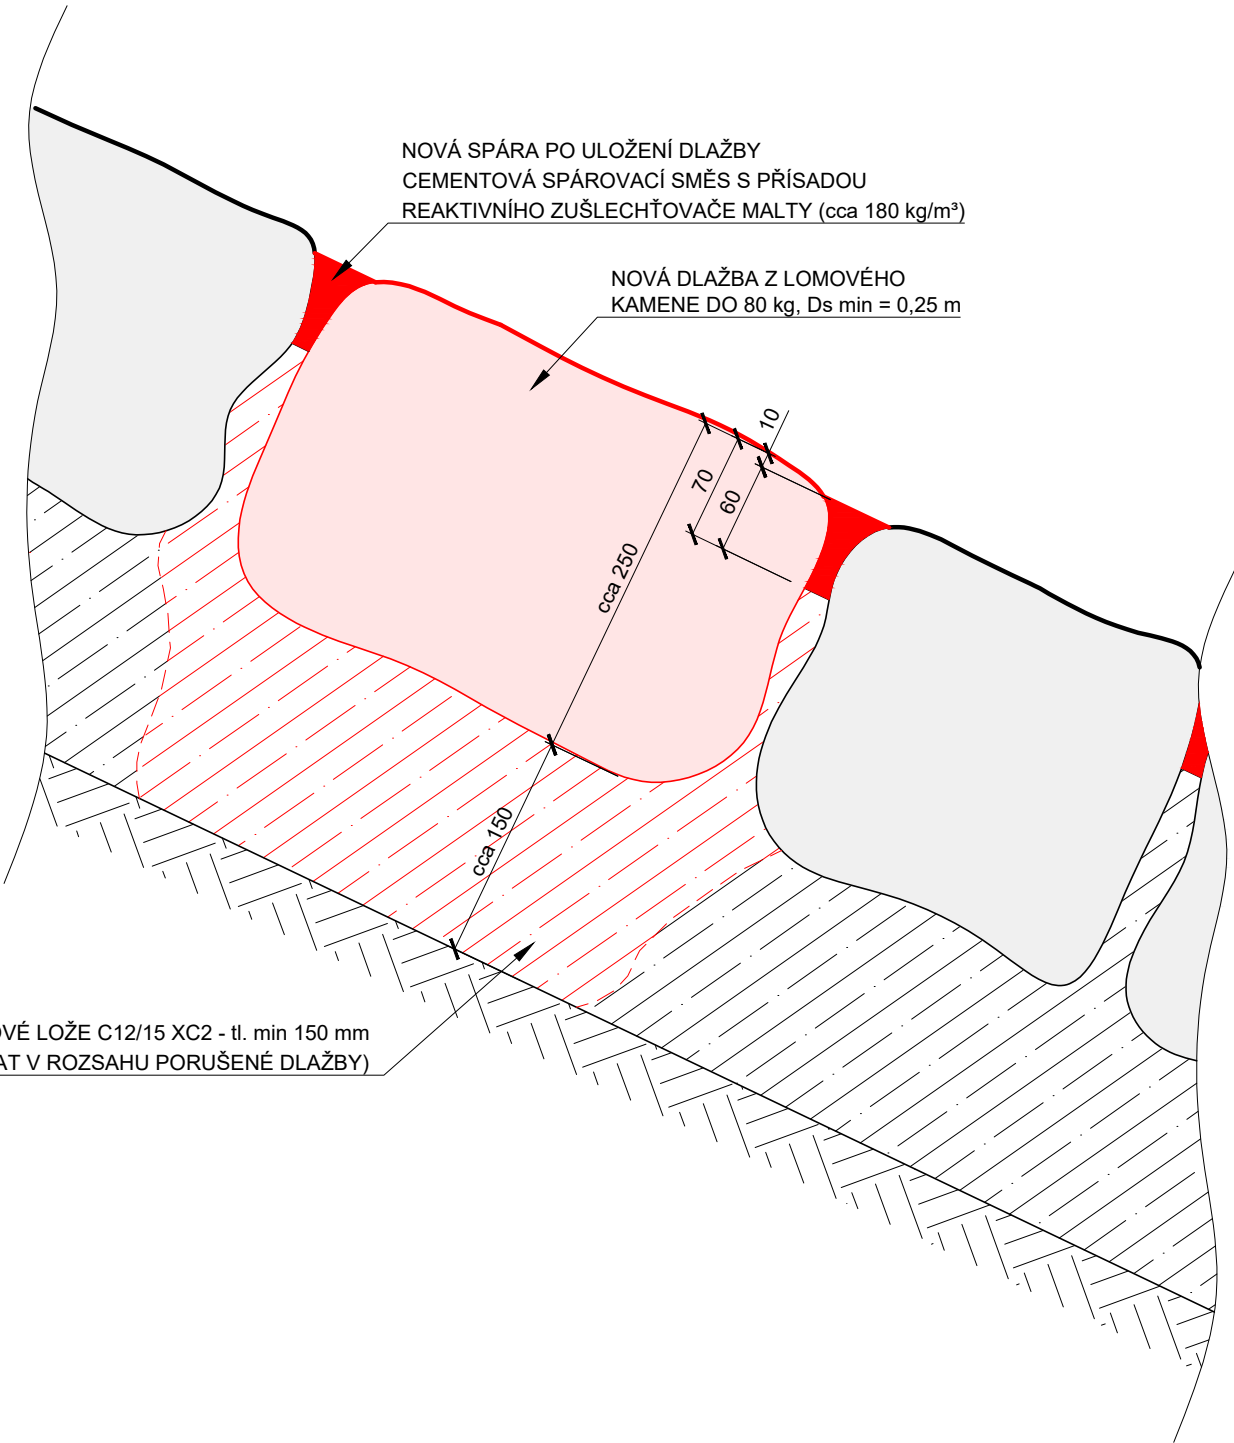 NOVÁ SPÁRA PO ULOŽENÍ DLAŽBY
CEMENTOVÁ SPÁROVACÍ SMĚS S PŘÍSADOU
REAKTIVNÍHO ZUŠLECHŤOVAČE MALTY (cca 180 kg/m³)
NOVÁ DLAŽBA Z LOMOVÉHO
KAMENE DO 80 kg, Ds min = 0,25 m
10
70
60
cca 250
cca 150
LOŽE C12/15 XC2 - tl. min 150 mm
V ROZSAHU PORUŠENÉ DLAŽBY)